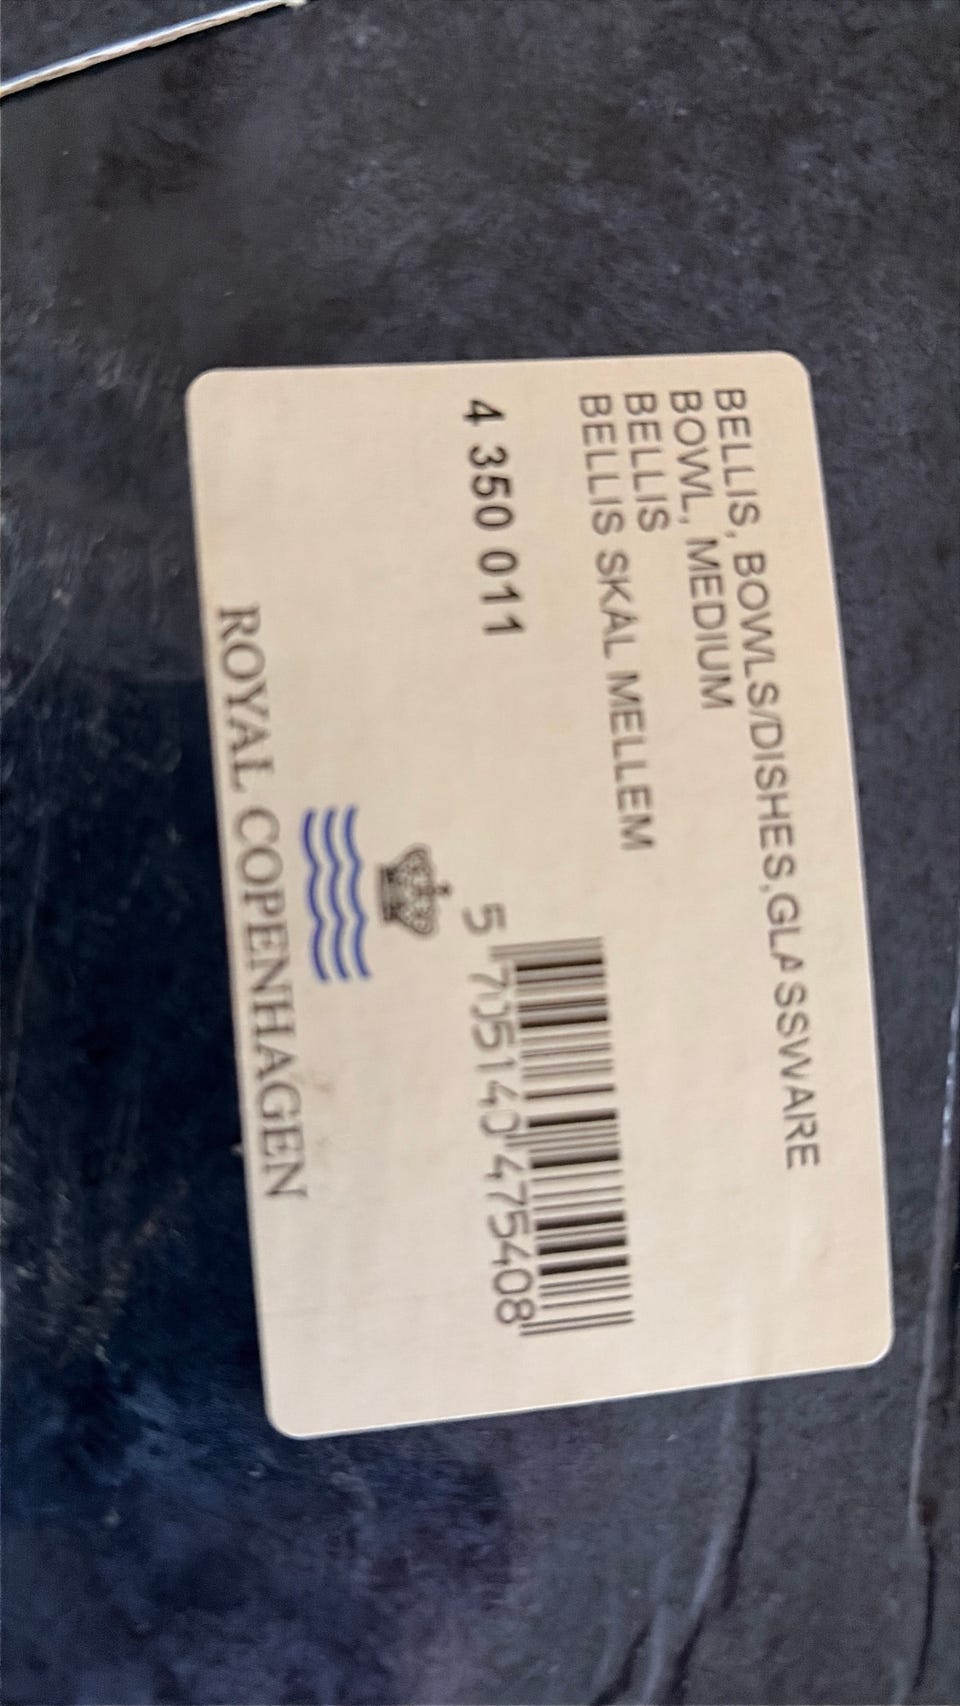 BELLIS, BOWLS/DISHES,GLASSWARE
BOWL, MEDIUM
BELLIS
BELLIS SKAL MELLEM
4 350 011
5 705140 475408
ROYAL COPENHAGEN